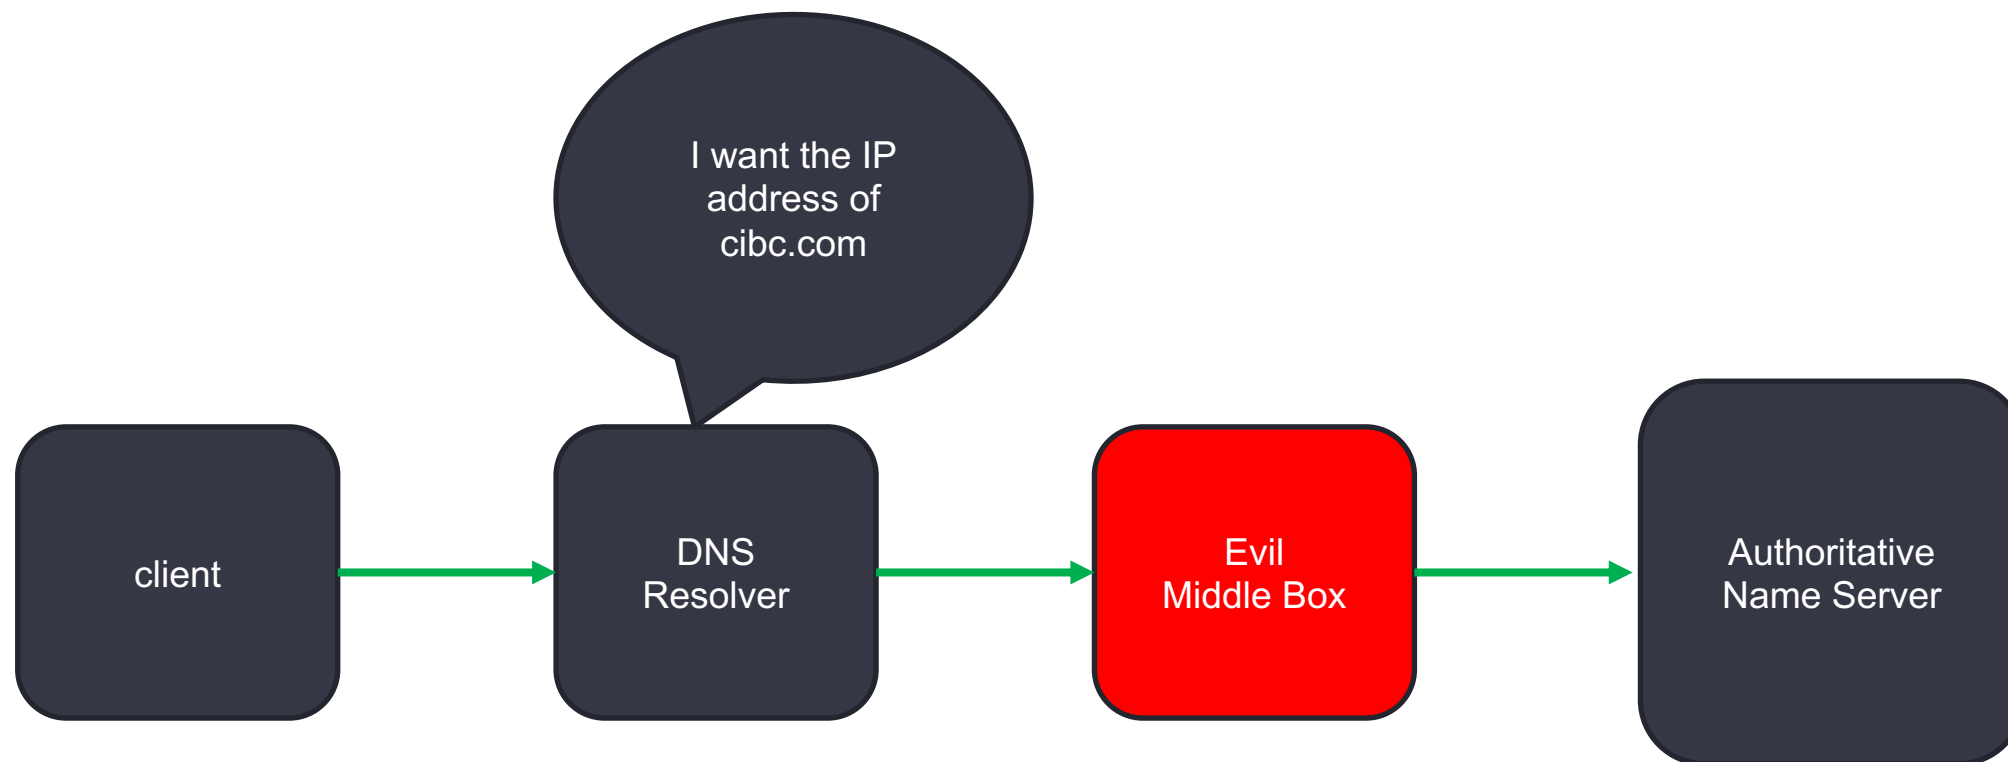 I want the IP
address of
cibc.com
client
DNS
Resolver
Evil
Middle Box
Authoritative
Name Server